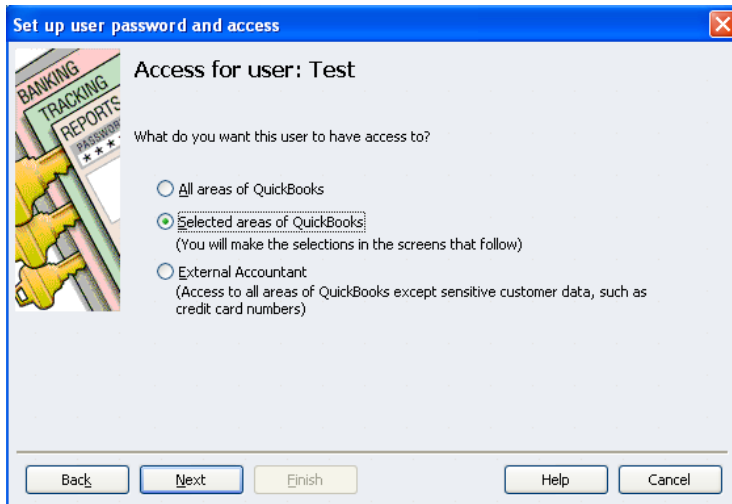 Set up user password and access
BANKING
TRACKING
REPORTS
PASSWOR
* * * *
Access for user: Test
What do you want this user to have access to?
All areas of QuickBooks
Selected areas of QuickBooks
(You will make the selections in the screens that follow)
External Accountant
(Access to all areas of QuickBooks except sensitive customer data, such as
credit card numbers)
Back
Next
Finish
Help
Cancel